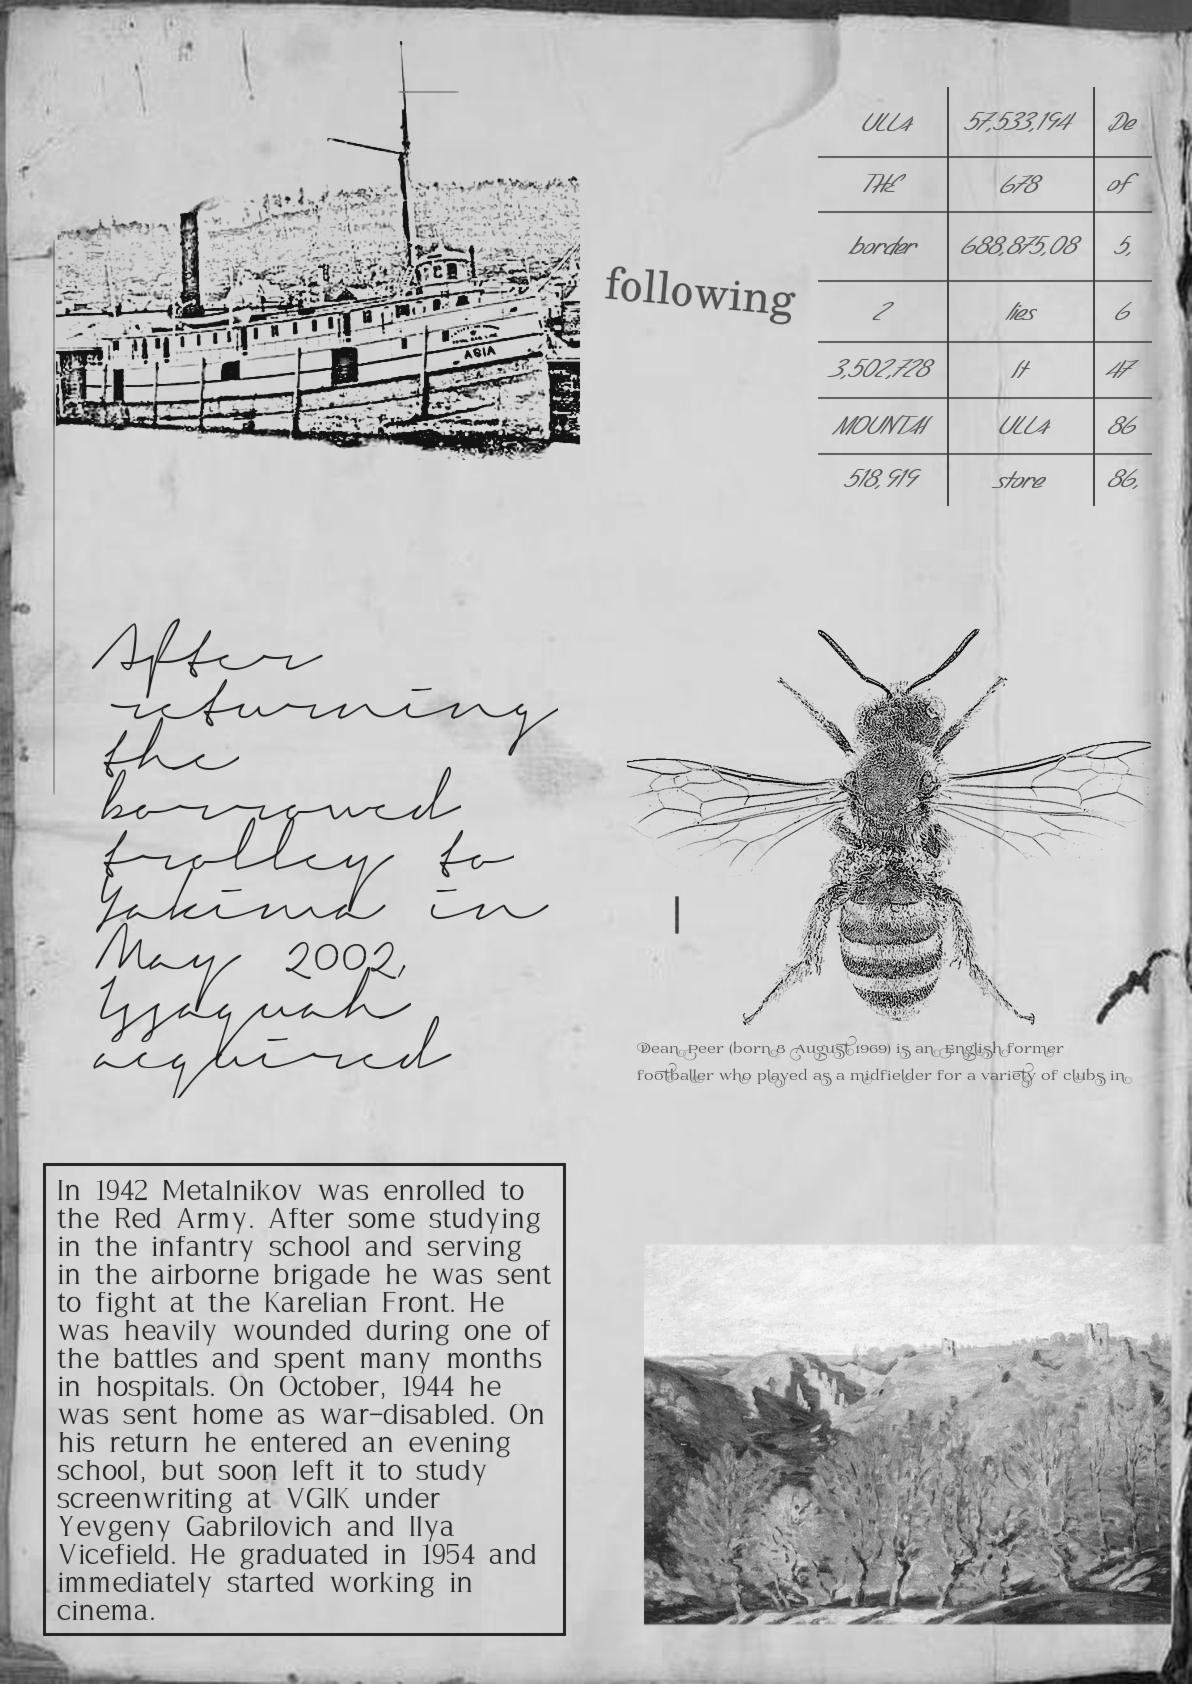 ASIA
following
ULLA 57,533,194 De
THE 678 of
border 688,875,08 5,
2 lies 6
3,502,728 It 47
MOUNTAI ULLA 86
518,919 store 86,
After
returning
the
borrowed
trolley to
Yakima in
May 2002,
Issaquah
acquired
Dean Peer (born 8 August 1969) is an English former
footballer who played as a midfielder for a variety of clubs in
In 1942 Metalnikov was enrolled to
the Red Army. After some studying
in the infantry school and serving
in the airborne brigade he was sent
to fight at the Karelian Front. He
was heavily wounded during one of
the battles and spent many months
in hospitals. On October, 1944 he
was sent home as war-disabled. On
his return he entered an evening
school, but soon left it to study
screenwriting at VGIK under
Yevgeny Gabrilovich and Ilya
Vicefield. He graduated in 1954 and
immediately started working in
cinema.